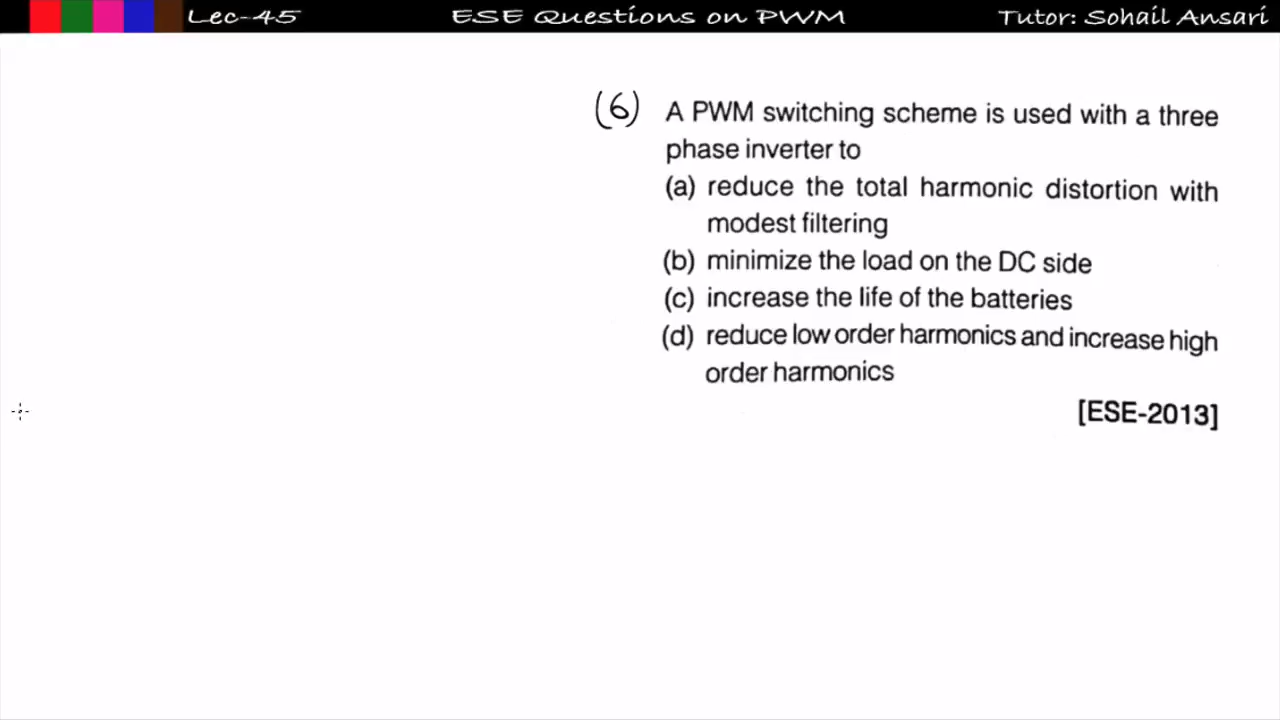 Lec-45 ESE Questions on PWM Tutor: Sohail Ansari
(6) A PWM switching scheme is used with a three
phase inverter to
(a) reduce the total harmonic distortion with
modest filtering
(b) minimize the load on the DC side
(c) increase the life of the batteries
(d) reduce low order harmonics and increase high
order harmonics
[ESE-2013]